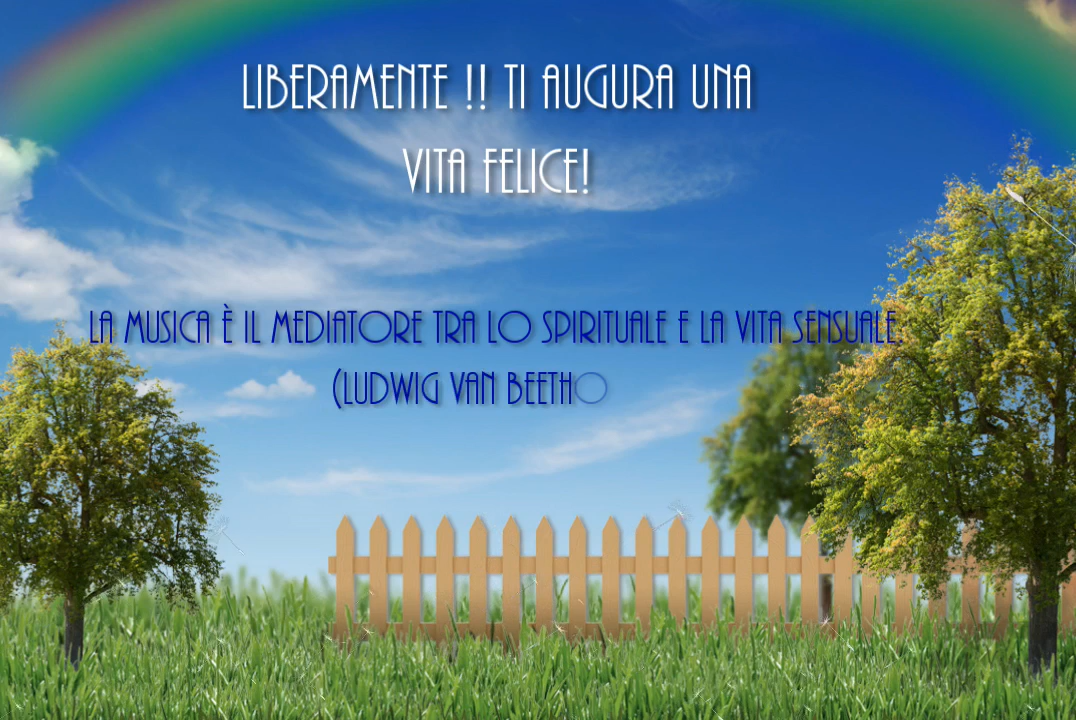 LIBERAMENTE !! TI AUGURA UNA
VITA FELICE!
LA MUSICA È IL MEDIATORE TRA LO SPIRITUALE E LA VITA SENSUALE.
(LUDWIG VAN BEETHO